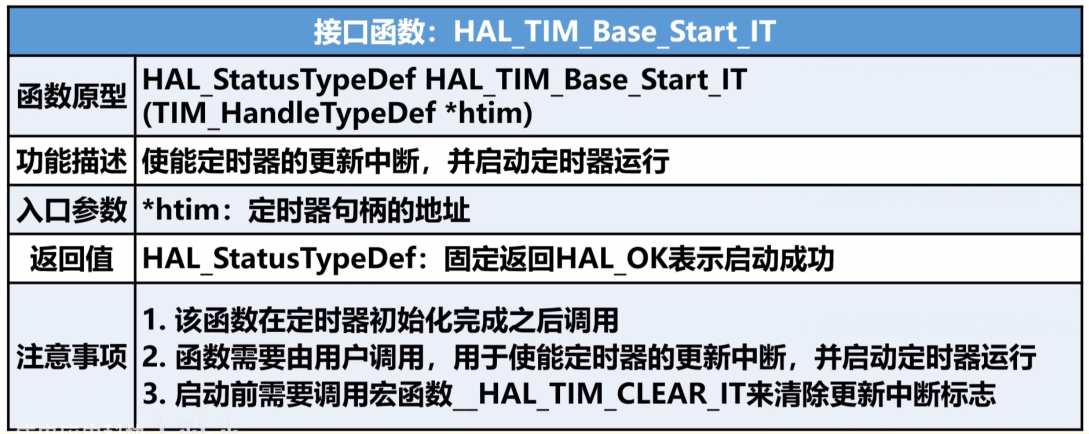 接口函数：HAL_TIM_Base_Start_IT
函数原型
HAL_StatusTypeDef HAL_TIM_Base_Start_IT
(TIM_HandleTypeDef *htim)
功能描述
使能定时器的更新中断，并启动定时器运行
入口参数
*htim：定时器句柄的地址
返回值
HAL_StatusTypeDef：固定返回HAL_OK表示启动成功
注意事项
1. 该函数在定时器初始化完成之后调用
2. 函数需要由用户调用，用于使能定时器的更新中断，并启动定时器运行
3. 启动前需要调用宏函数__HAL_TIM_CLEAR_IT来清除更新中断标志